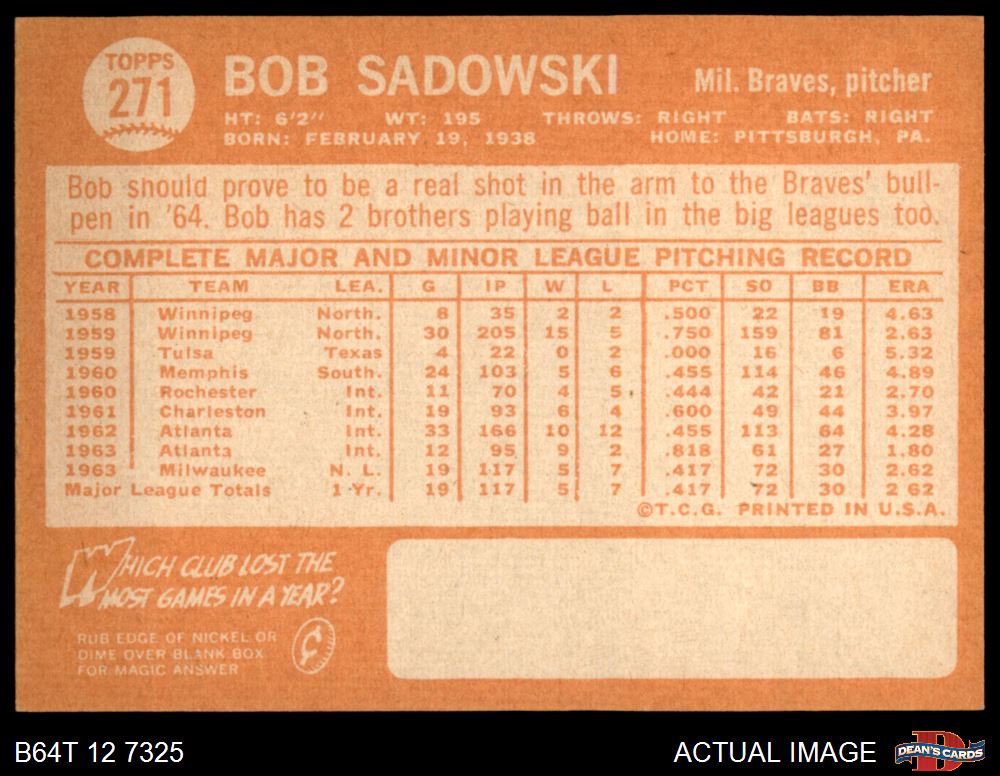 TOPPS
271
BOB SADOWSKI
Mil. Braves, pitcher
HT: 6'2" WT: 195 THROWS: RIGHT BATS: RIGHT
BORN: FEBRUARY 19, 1938 HOME: PITTSBURGH, PA.
Bob should prove to be a real shot in the arm to the Braves' bull-
pen in '64. Bob has 2 brothers playing ball in the big leagues too.
COMPLETE MAJOR AND MINOR LEAGUE PITCHING RECORD
YEAR TEAM LEA. G IP W L PCT SO BB ERA
1958 Winnipeg North. 8 35 2 2 .500 22 19 4.63
1959 Winnipeg North. 30 205 15 5 .750 159 81 2.63
1959 Tulsa Texas 4 22 0 2 .000 16 6 5.32
1960 Memphis South. 24 103 5 6 .455 114 46 4.89
1960 Rochester Int. 11 70 4 5 .444 42 21 2.70
1961 Charleston Int. 19 93 6 4 .600 49 44 3.97
1962 Atlanta Int. 33 166 10 12 .455 113 64 4.28
1963 Atlanta Int. 12 95 9 2 .818 61 27 1.80
1963 Milwaukee N. L. 19 117 5 7 .417 72 30 2.62
Major League Totals 1 Yr. 19 117 5 7 .417 72 30 2 62
©T.C.G. PRINTED IN U.S.A.
WHICH CLUB LOST THE
MOST GAMES IN A YEAR?
RUB EDGE OF NICKEL OR
DIME OVER BLANK BOX
FOR MAGIC ANSWER
B64T 12 7325
ACTUAL IMAGE
DEAN'S CARDS